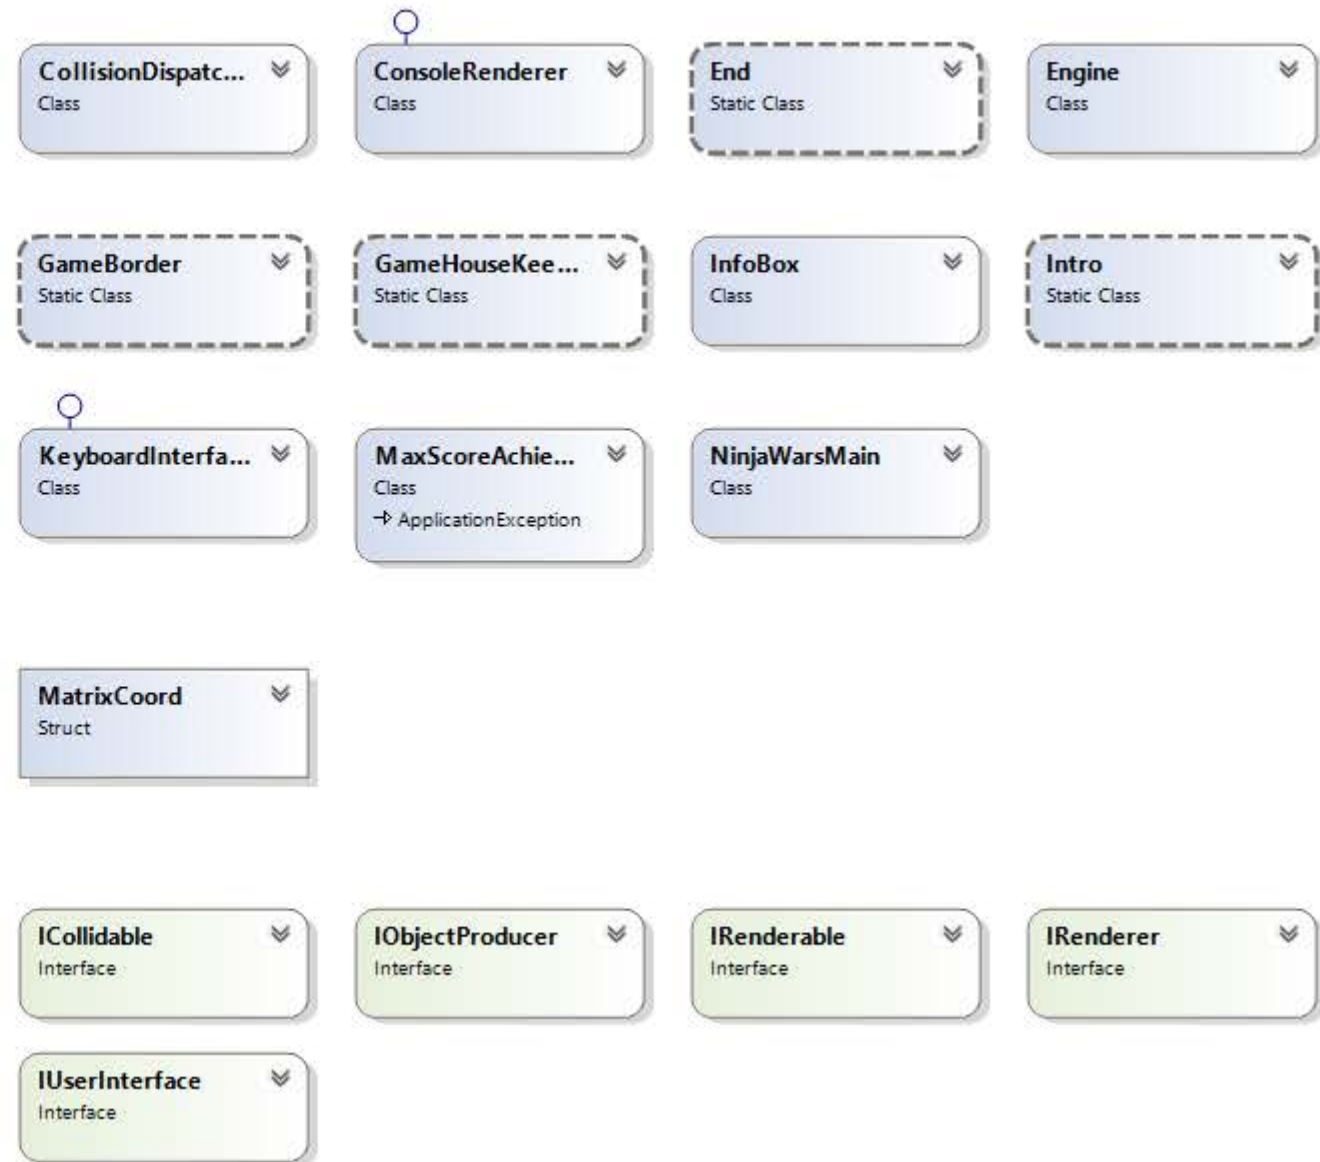 CollisionDispatc...
Class
ConsoleRenderer
Class
End
Static Class
Engine
Class
GameBorder
Static Class
GameHouseKee...
Static Class
InfoBox
Class
Intro
Static Class
KeyboardInterfa...
Class
MaxScoreAchie...
Class
ApplicationException
NinjaWarsMain
Class
MatrixCoord
Struct
ICollidable
Interface
IObjectProducer
Interface
IRenderable
Interface
IRenderer
Interface
IUserInterface
Interface